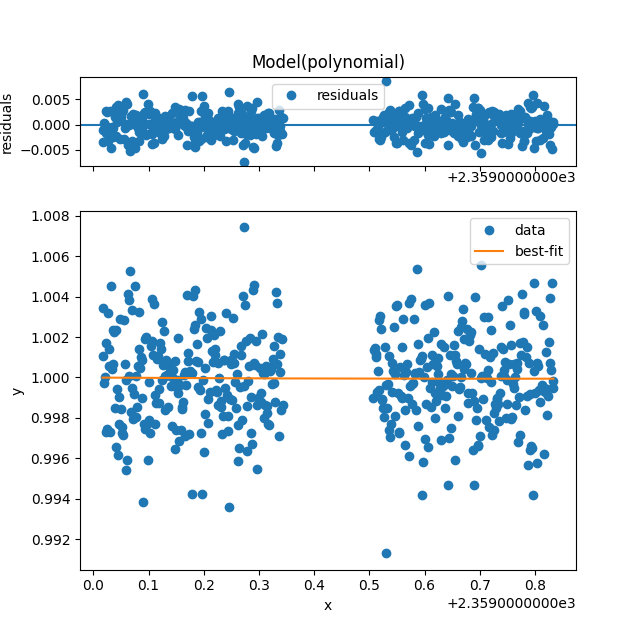 Model(polynomial)
residuals
0.005
0.000
−0.005
residuals
+2.3590000000e3
1.008
1.006
1.004
1.002
1.000
0.998
0.996
0.994
0.992
y
data
best-fit
0.0 0.1 0.2 0.3 0.4 0.5 0.6 0.7 0.8
x
+2.3590000000e3